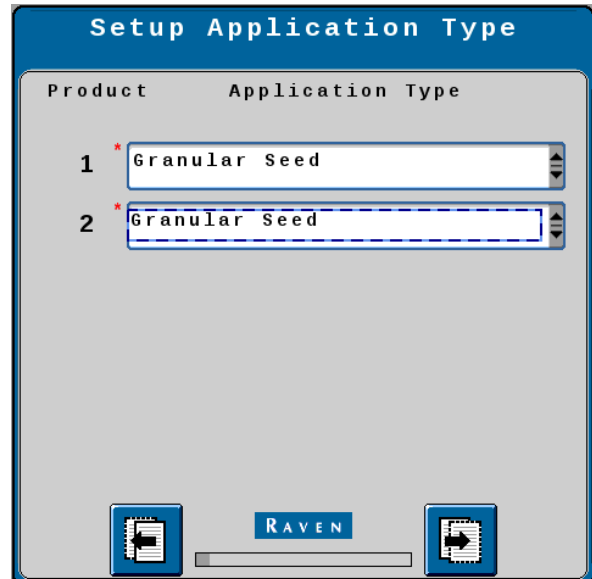 Setup Application Type
Product Application Type
* 
1 Granular Seed
*
2 Granular Seed
RAVEN